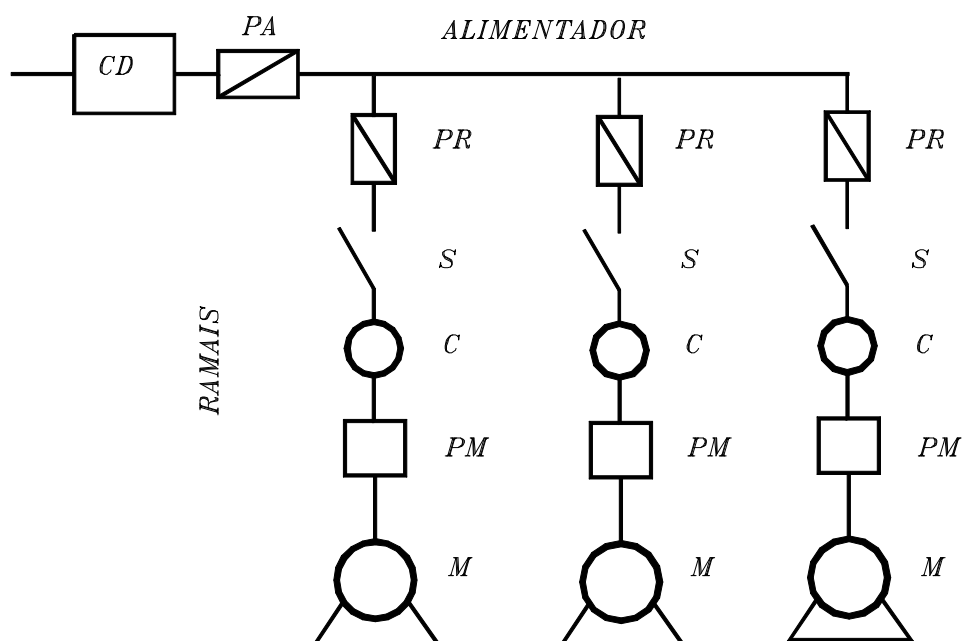 PA
ALIMENTADOR
CD
PR PR PR
S S S
RAMAIS
C C C
PM PM PM
M M M